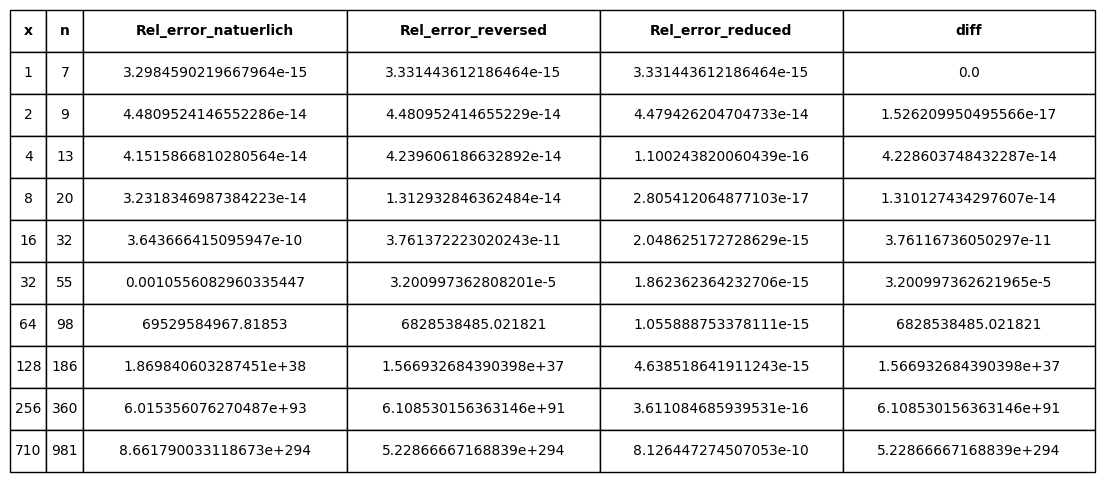 x n Rel_error_natuerlich Rel_error_reversed Rel_error_reduced diff
1 7 3.2984590219667964e-15 3.331443612186464e-15 3.331443612186464e-15 0.0
2 9 4.4809524146552286e-14 4.480952414655229e-14 4.479426204704733e-14 1.526209950495566e-17
4 13 4.1515866810280564e-14 4.239606186632892e-14 1.100243820060439e-16 4.228603748432287e-14
8 20 3.2318346987384223e-14 1.312932846362484e-14 2.805412064877103e-17 1.310127434297607e-14
16 32 3.643666415095947e-10 3.761372223020243e-11 2.048625172728629e-15 3.76116736050297e-11
32 55 0.0010556082960335447 3.200997362808201e-5 1.862362364232706e-15 3.200997362621965e-5
64 98 69529584967.81853 6828538485.021821 1.055888753378111e-15 6828538485.021821
128 186 1.869840603287451e+38 1.566932684390398e+37 4.638518641911243e-15 1.566932684390398e+37
256 360 6.015356076270487e+93 6.108530156363146e+91 3.611084685939531e-16 6.108530156363146e+91
710 981 8.661790033118673e+294 5.22866667168839e+294 8.126447274507053e-10 5.22866667168839e+294